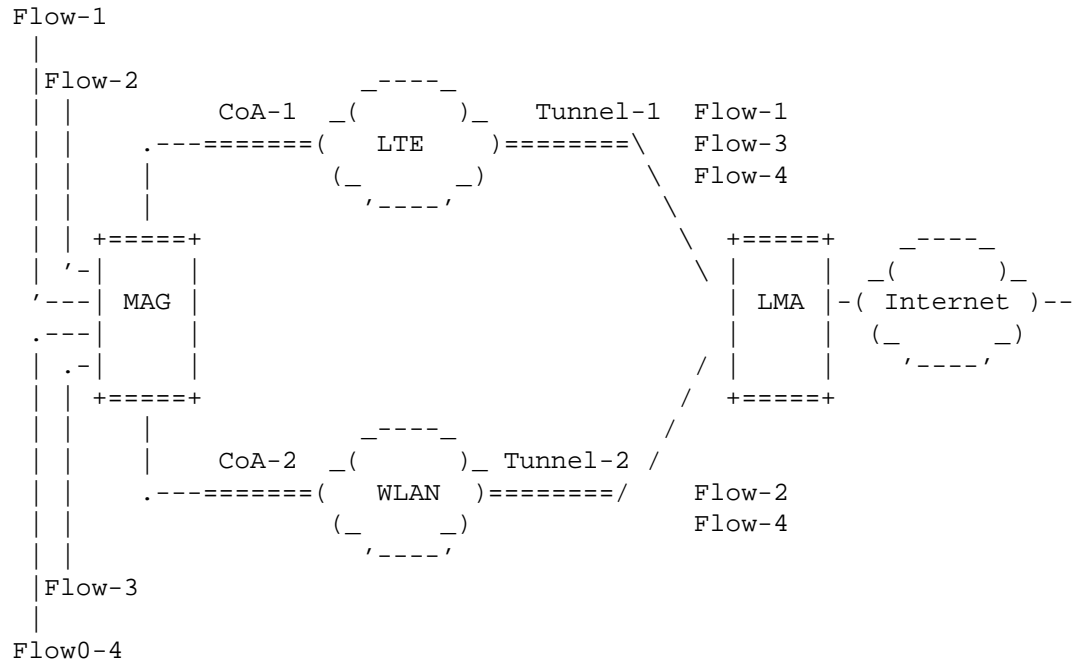 Flow-1
Flow-2
CoA-1 Tunnel-1 Flow-1
LTE Flow-3
Flow-4
MAG LMA Internet
CoA-2 Tunnel-2
WLAN Flow-2
Flow-4
Flow-3
Flow0-4